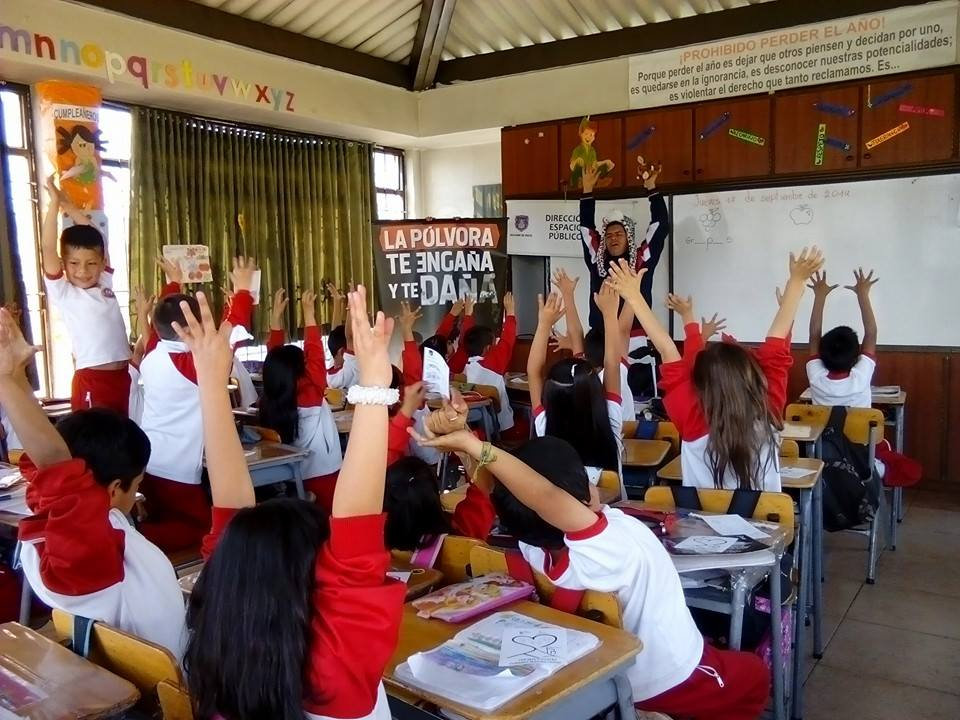 mnnopqrstuvwxyz
¡PROHIBIDO PERDER EL AÑO!
Porque perder el año es dejar que otros piensen y decidan por uno,
es quedarse en la ignorancia, es desconocer nuestras potencialidades;
es violentar el derecho que tanto reclamamos. Es...
CUMPLEAÑEROS
DIRECCIÓ
ESPACIO
PÚBLICO
LA PÓLVORA
TE ENGAÑA
Y TE DAÑA
Jueves 18 de septiembre de 2014